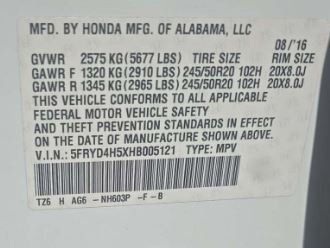 MFD. BY HONDA MFG. OF ALABAMA, LLC
08/'16
GVWR 2575 KG(5677 LBS) TIRE SIZE RIM SIZE
GAWR F 1320 KG(2910 LBS) 245/50R20 102H 20X8.0J
GAWR R 1345 KG(2965 LBS) 245/50R20 102H 20X8.0J
THIS VEHICLE CONFORMS TO ALL APPLICABLE
FEDERAL MOTOR VEHICLE SAFETY
STANDARDS IN EFFECT
ON THE DATE OF MANUFACTURE SHOWN ABOVE.
V.I.N.: 5FRYD4H5XHB005121 TYPE: MPV
TZ6 H AG6 -NH603P -F-B